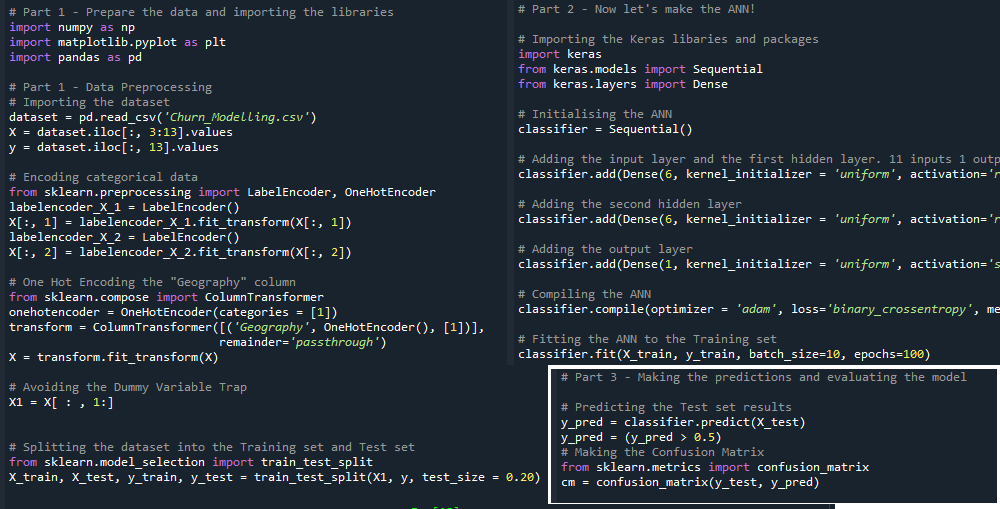 # Part 1 - Prepare the data and importing the libraries
import numpy as np
import matplotlib.pyplot as plt
import pandas as pd
# Part 1 - Data Preprocessing
# Importing the dataset
dataset = pd.read_csv('Churn_Modelling.csv')
X = dataset.iloc[:, 3:13].values
y = dataset.iloc[:, 13].values
# Encoding categorical data
from sklearn.preprocessing import LabelEncoder, OneHotEncoder
labelencoder_X_1 = LabelEncoder()
X[:, 1] = labelencoder_X_1.fit_transform(X[:, 1])
labelencoder_X_2 = LabelEncoder()
X[:, 2] = labelencoder_X_2.fit_transform(X[:, 2])
# One Hot Encoding the "Geography" column
from sklearn.compose import ColumnTransformer
onehotencoder = OneHotEncoder(categories = [1])
transform = ColumnTransformer([('Geography', OneHotEncoder(), [1])],
remainder='passthrough')
X = transform.fit_transform(X)
# Avoiding the Dummy Variable Trap
X1 = X[ : , 1:]
# Splitting the dataset into the Training set and Test set
from sklearn.model_selection import train_test_split
X_train, X_test, y_train, y_test = train_test_split(X1, y, test_size = 0.20)
# Part 2 - Now let's make the ANN!
# Importing the Keras libaries and packages
import keras
from keras.models import Sequential
from keras.layers import Dense
# Initialising the ANN
classifier = Sequential()
# Adding the input layer and the first hidden layer. 11 inputs 1 outp
classifier.add(Dense(6, kernel_initializer = 'uniform', activation='r
# Adding the second hidden layer
classifier.add(Dense(6, kernel_initializer = 'uniform', activation='r
# Adding the output layer
classifier.add(Dense(1, kernel_initializer = 'uniform', activation='s
# Compiling the ANN
classifier.compile(optimizer = 'adam', loss='binary_crossentropy', me
# Fitting the ANN to the Training set
classifier.fit(X_train, y_train, batch_size=10, epochs=100)
# Part 3 - Making the predictions and evaluating the model
# Predicting the Test set results
y_pred = classifier.predict(X_test)
y_pred = (y_pred > 0.5)
# Making the Confusion Matrix
from sklearn.metrics import confusion_matrix
cm = confusion_matrix(y_test, y_pred)